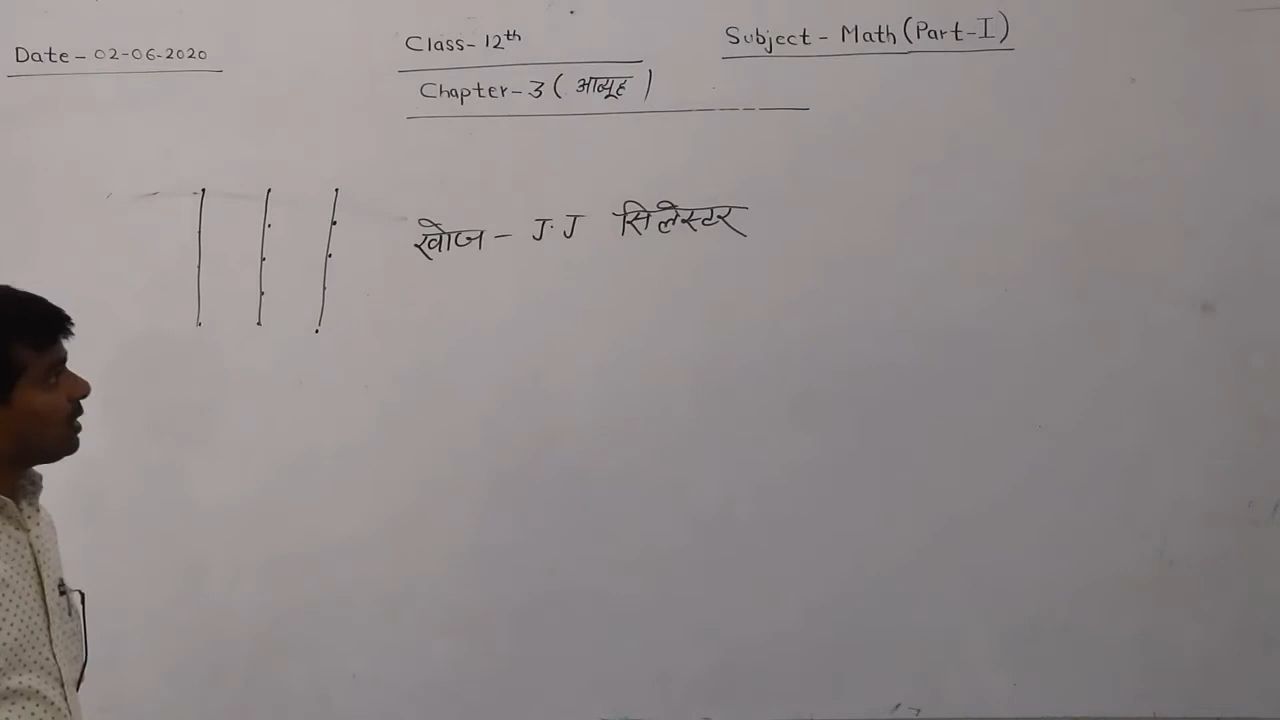 Date - 02-06-2020
Class- 12th
Subject - Math (Part-I)
Chapter- 3 ( आव्यूह )
खोज - J.J सिलेस्टर